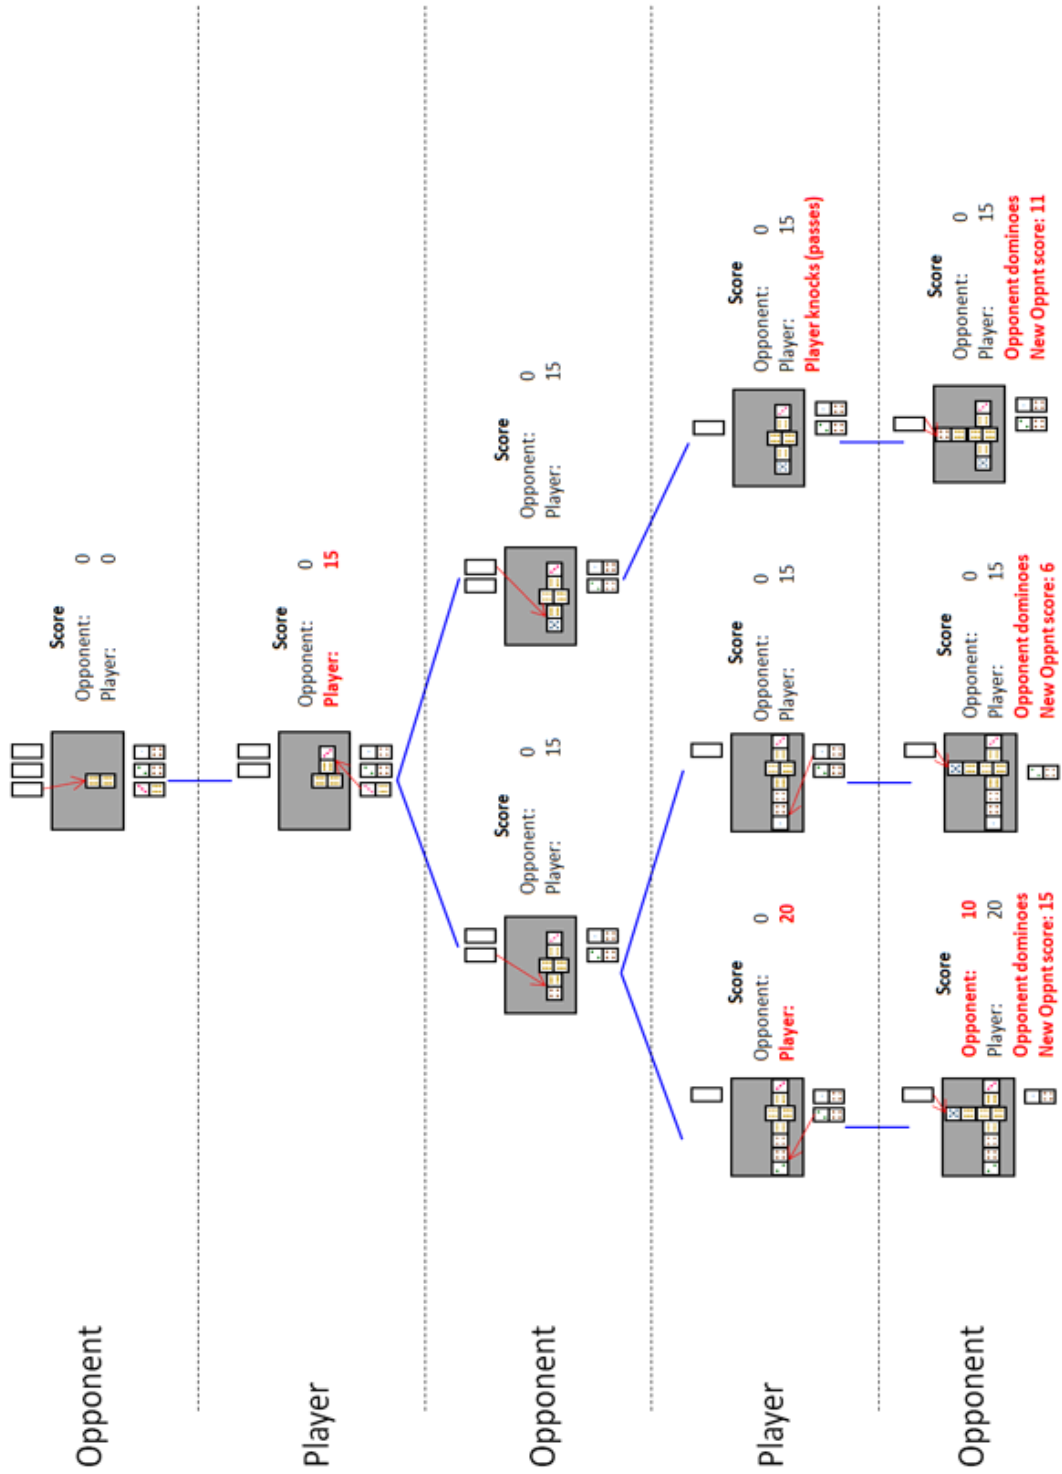 Opponent
Score
Opponent: 0
Player: 0
Player
Score
Opponent: 0
Player: 15
Opponent
Score
Opponent: 0
Player: 15
Score
Opponent: 0
Player: 15
Player
Score
Opponent: 0
Player: 20
Score
Opponent: 0
Player: 15
Score
Opponent: 0
Player: 15
Player knocks (passes)
Opponent
Score
Opponent: 10
Player: 20
Opponent dominoes
New Oppnt score: 15
Score
Opponent: 0
Player: 15
Opponent dominoes
New Oppnt score: 6
Score
Opponent: 0
Player: 15
Opponent dominoes
New Oppnt score: 11